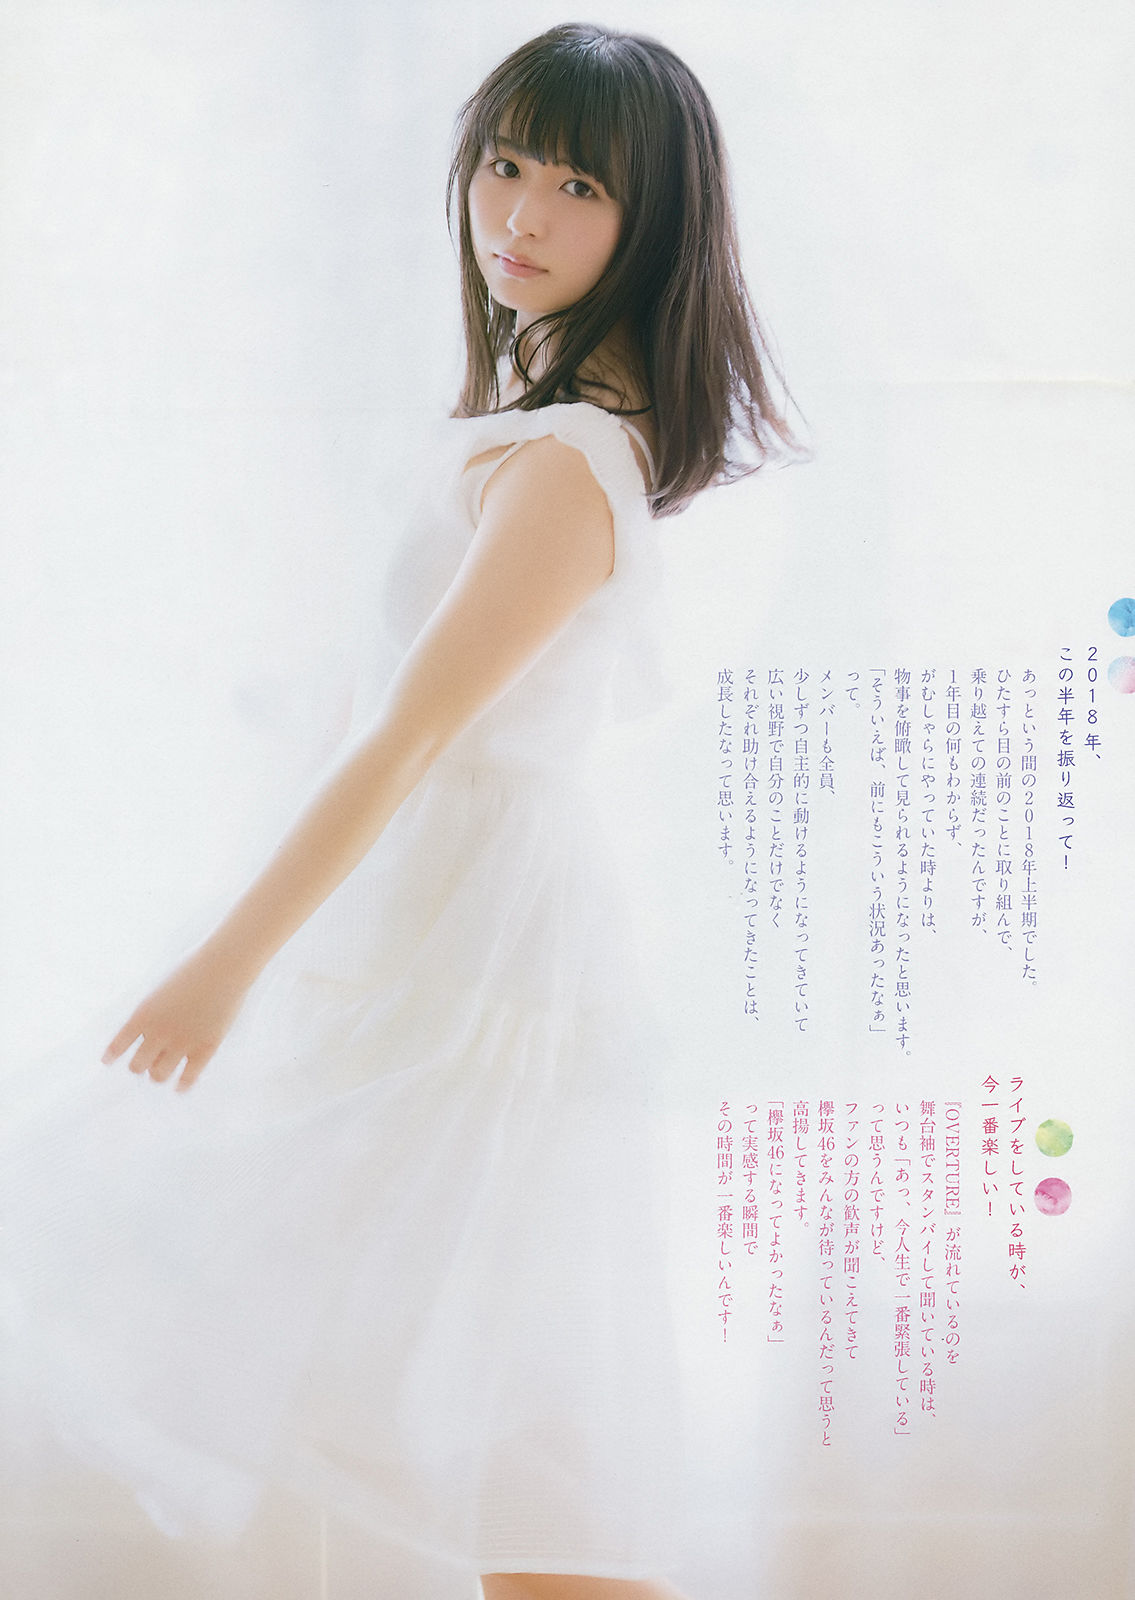 2018年、
この半年を振り返って！
あっという間の2018年上半期でした。
ひたすら目の前のことに取り組んで、
乗り越えての連続だったんですが、
1年目の何もわからず、
がむしゃらにやっていた時よりは、
物事を俯瞰して見られるようになったと思います。
「そういえば、前にもこういう状況あったなぁ」
って。
メンバーも全員、
少しずつ自主的に動けるようになってきていて
広い視野で自分のことだけでなく
それぞれ助け合えるようになってきたことは、
成長したなって思います。
ライブをしている時が、
今一番楽しい！
『OVERTURE』が流れているのを
舞台袖でスタンバイして聞いている時は、
いつも「あっ、今人生で一番緊張している」
って思うんですけど、
ファンの方の歓声が聞こえてきて
欅坂46をみんなが待っているんだって思うと
高揚してきます。
「欅坂46になってよかったなぁ」
って実感する瞬間で
その時間が一番楽しいんです！